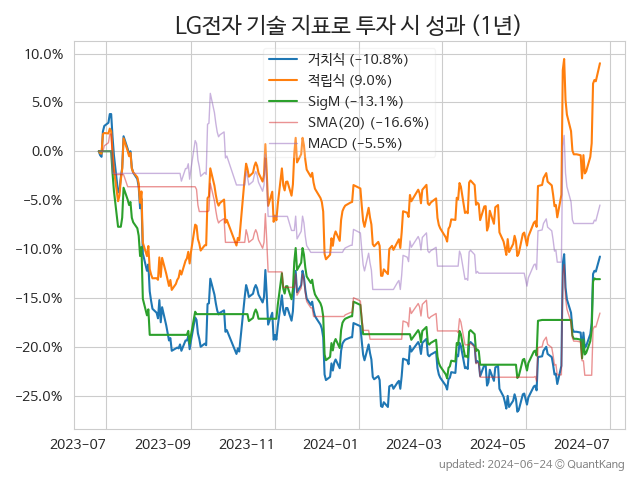 LG전자 기술 지표로 투자 시 성과 (1년)
거치식 (−10.8%)
적립식 (9.0%)
SigM (−13.1%)
SMA(20) (−16.6%)
MACD (−5.5%)
10.0%
5.0%
0.0%
−5.0%
−10.0%
−15.0%
−20.0%
−25.0%
2023−07 2023−09 2023−11 2024−01 2024−03 2024−05 2024−07
updated: 2024−06−24 © QuantKang